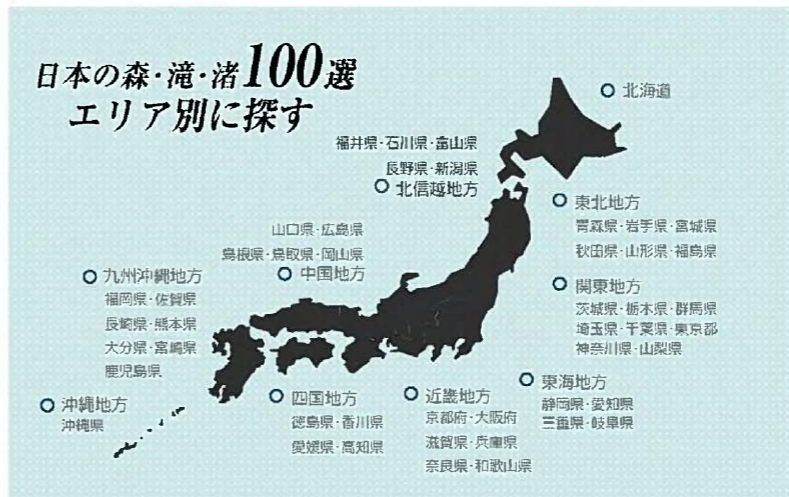 日本の森・滝・渚100選
エリア別に探す
北海道
福井県・石川県・富山県
長野県・新潟県
北信越地方
東北地方
青森県・岩手県・宮城県
秋田県・山形県・福島県
山口県・広島県
島根県・鳥取県・岡山県
中国地方
九州沖縄地方
福岡県・佐賀県
長崎県・熊本県
大分県・宮崎県
鹿児島県
関東地方
茨城県・栃木県・群馬県
埼玉県・千葉県・東京都
神奈川県・山梨県
東海地方
静岡県・愛知県
三重県・岐阜県
近畿地方
京都府・大阪府
滋賀県・兵庫県
奈良県・和歌山県
四国地方
徳島県・香川県
愛媛県・高知県
沖縄地方
沖縄県